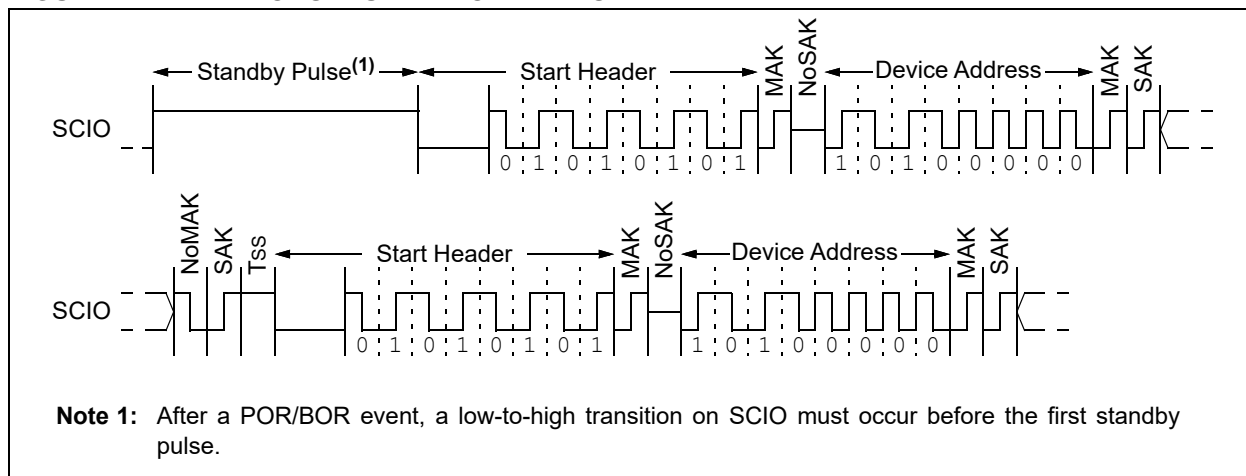 Standby Pulse(1) Start Header MAK NoSAK Device Address MAK SAK
SCIO
0 1 0 1 0 1 0 1 1 0 1 0 0 0 0 0
NoMAK SAK TSS Start Header MAK NoSAK Device Address MAK SAK
SCIO
0 1 0 1 0 1 0 1 1 0 1 0 0 0 0 0
Note 1: After a POR/BOR event, a low-to-high transition on SCIO must occur before the first standby
pulse.